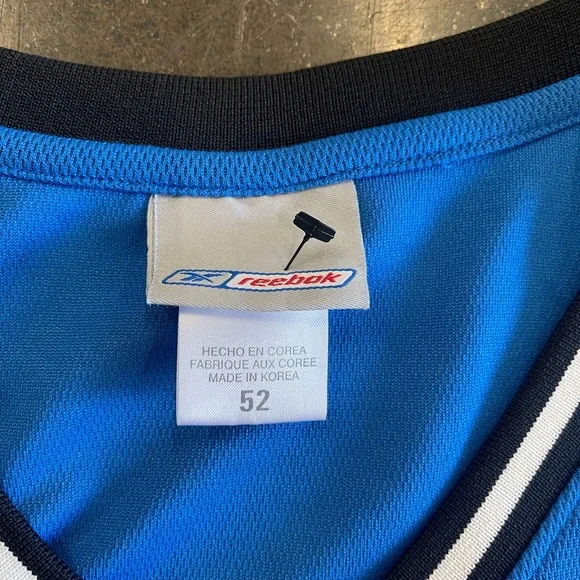 reebok
HECHO EN COREA
FABRIQUE AUX COREE
MADE IN KOREA
52